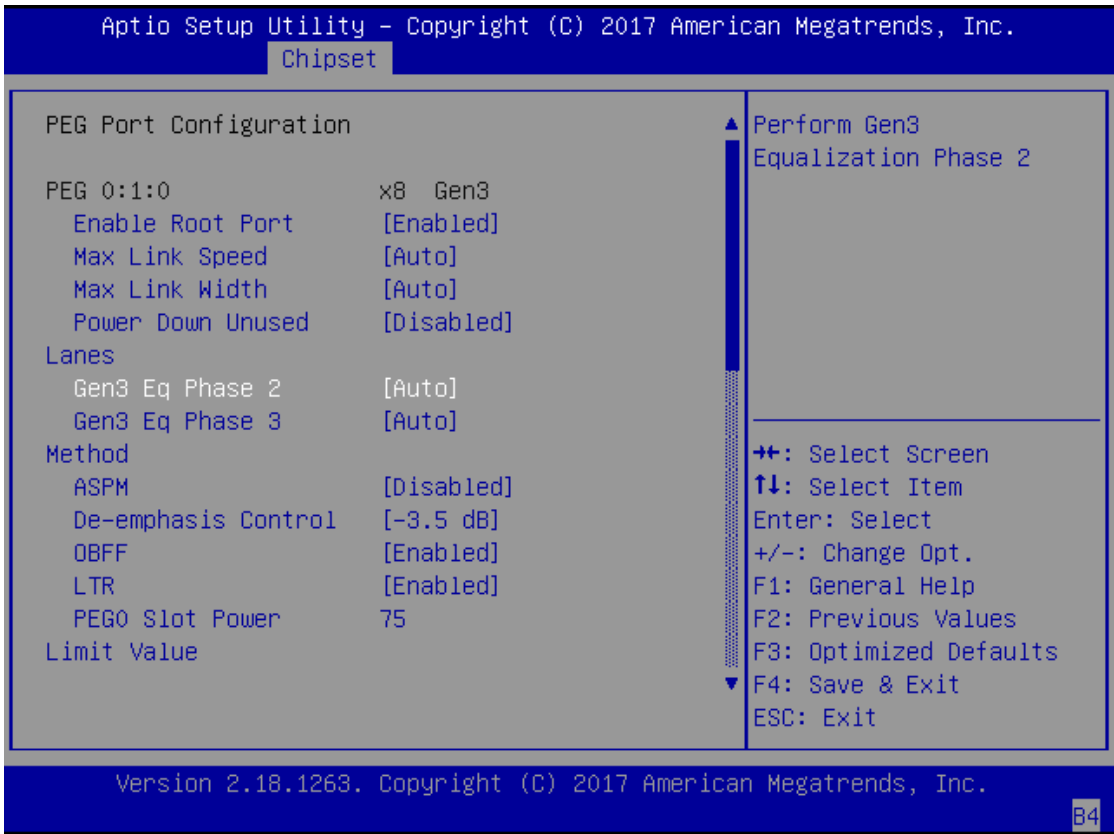 Aptio Setup Utility – Copyright (C) 2017 American Megatrends, Inc.
Chipset
PEG Port Configuration
PEG 0:1:0 x8 Gen3
Enable Root Port [Enabled]
Max Link Speed [Auto]
Max Link Width [Auto]
Power Down Unused [Disabled]
Lanes
Gen3 Eq Phase 2 [Auto]
Gen3 Eq Phase 3 [Auto]
Method
ASPM [Disabled]
De-emphasis Control [-3.5 dB]
OBFF [Enabled]
LTR [Enabled]
PEG0 Slot Power 75
Limit Value
Perform Gen3
Equalization Phase 2
→←: Select Screen
↑↓: Select Item
Enter: Select
+/-: Change Opt.
F1: General Help
F2: Previous Values
F3: Optimized Defaults
F4: Save & Exit
ESC: Exit
Version 2.18.1263. Copyright (C) 2017 American Megatrends, Inc.
B4